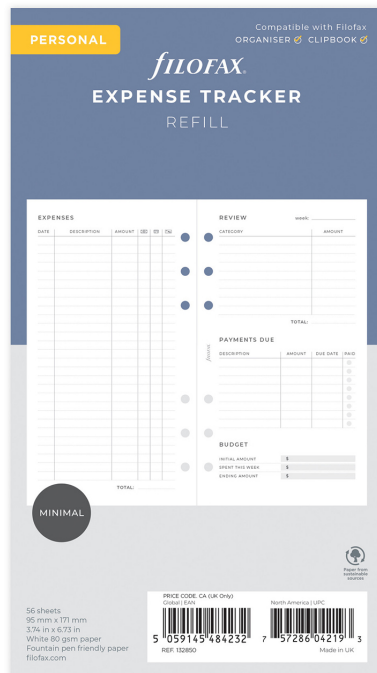 PERSONAL
Compatible with Filofax
ORGANISER CLIPBOOK
fILOFAX®
EXPENSE TRACKER
REFILL
EXPENSES
DATE DESCRIPTION AMOUNT
TOTAL:
REVIEW week:
CATEGORY AMOUNT
TOTAL:
filofax
PAYMENTS DUE
DESCRIPTION AMOUNT DUE DATE PAID
BUDGET
INITIAL AMOUNT $
SPENT THIS WEEK $
ENDING AMOUNT $
MINIMAL
Paper from
sustainable
sources
56 sheets
95 mm x 171 mm
3.74 in x 6.73 in
White 80 gsm paper
Fountain pen friendly paper
filofax.com
PRICE CODE. CA (UK Only)
Global | EAN
5 059145 484232
REF. 132850
North America | UPC
7 57286 04219 3
Made in UK